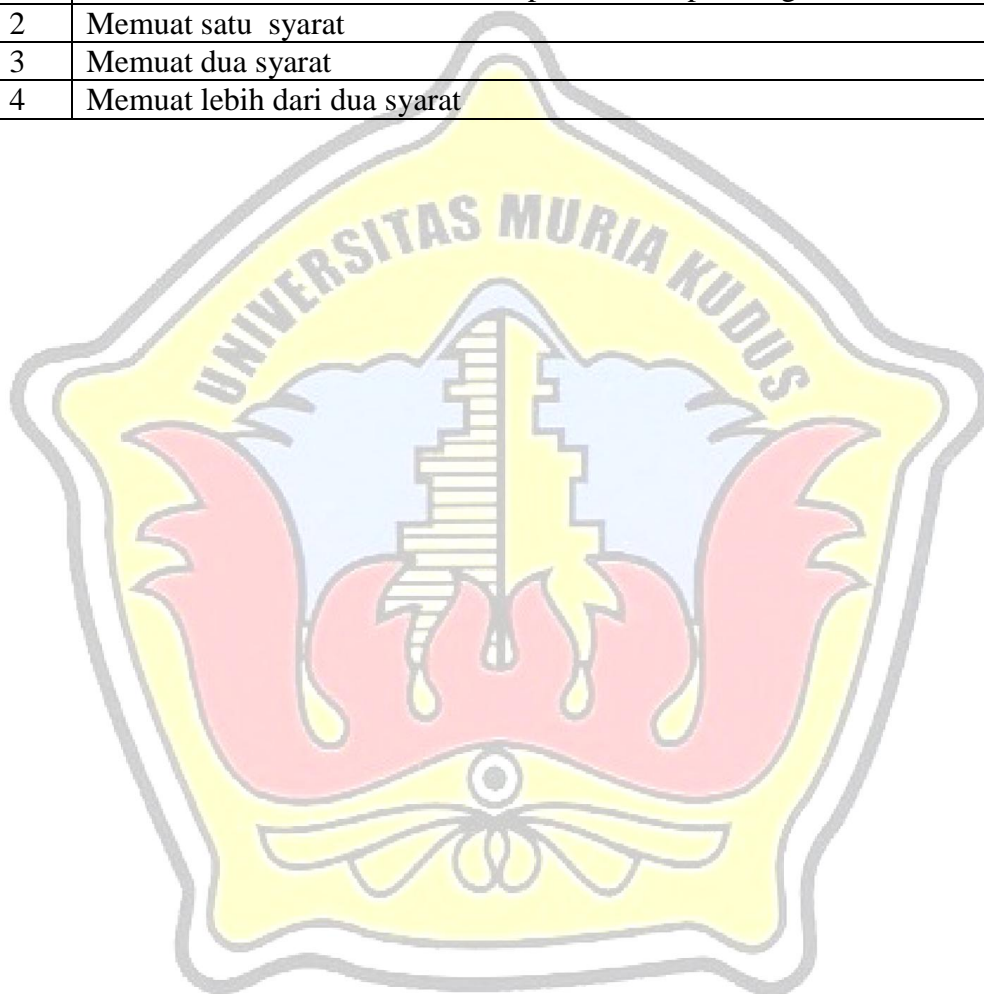 2 Memuat satu syarat
3 Memuat dua syarat
4 Memuat lebih dari dua syarat
UNIVERSITAS MURIA KUDUS